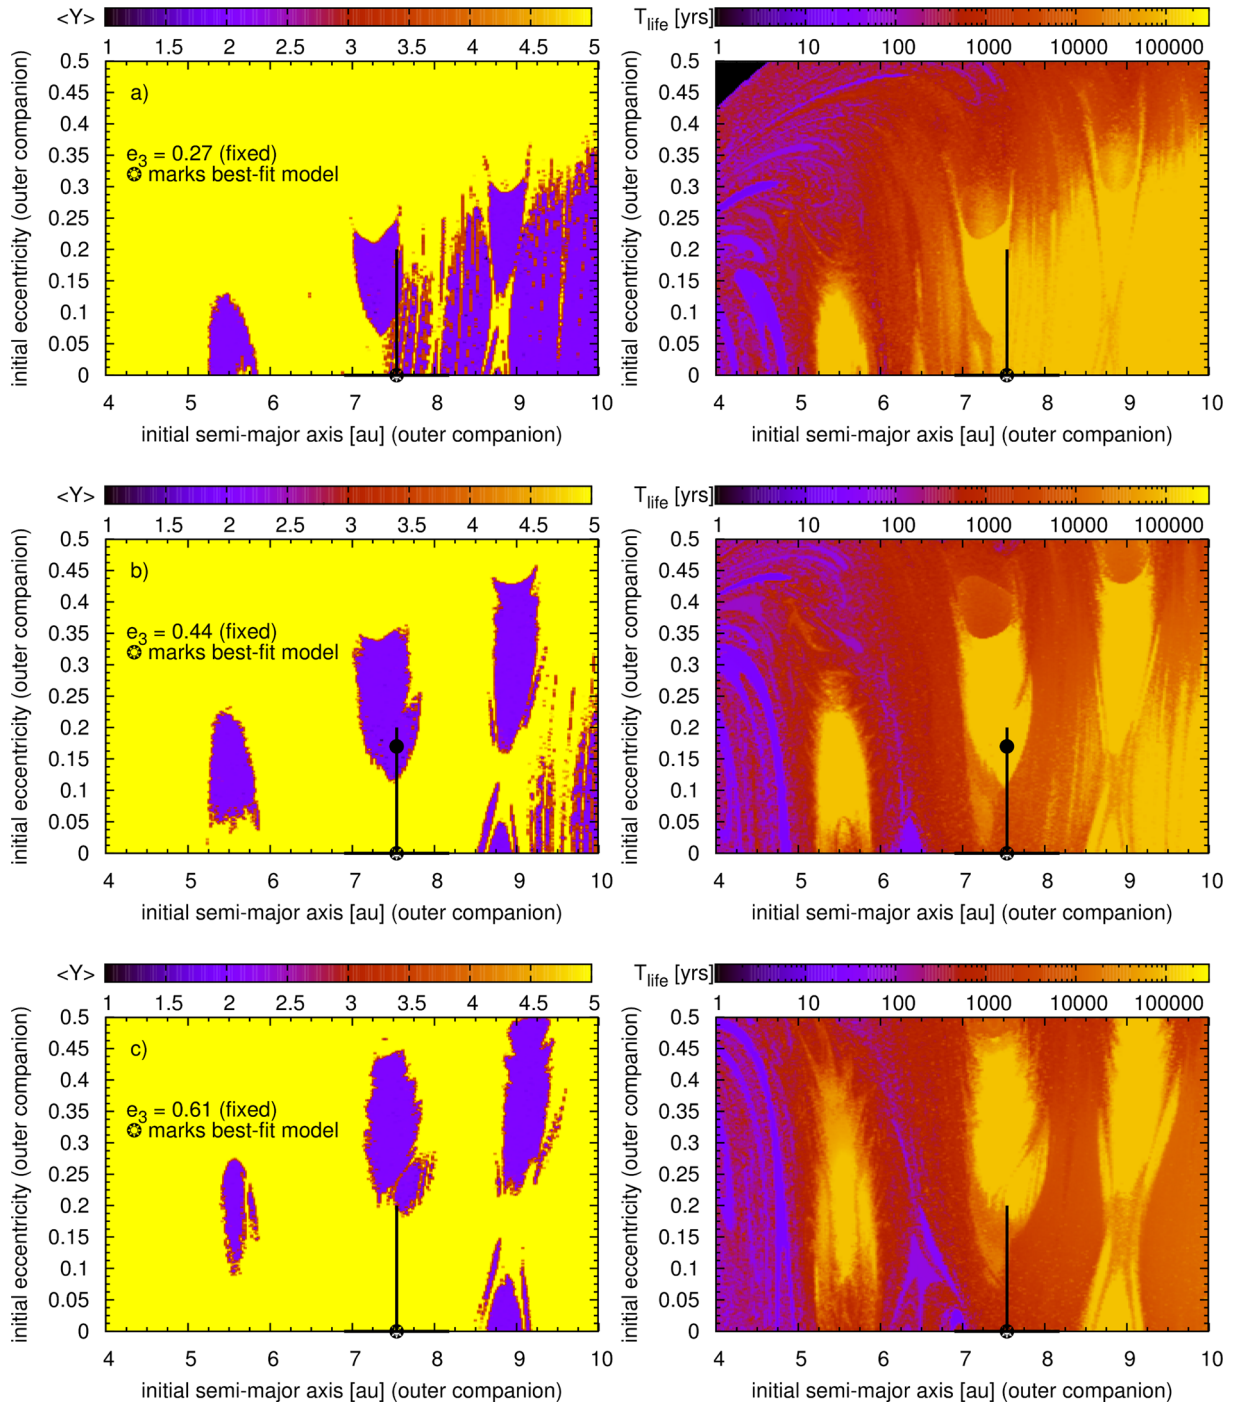 <Y> T_life [yrs]
1 1.5 2 2.5 3 3.5 4 4.5 5 1 10 100 1000 10000 100000
a)
e_3 = 0.27 (fixed)
marks best-fit model
0.5 0.45 0.4 0.35 0.3 0.25 0.2 0.15 0.1 0.05 0
initial eccentricity (outer companion)
4 5 6 7 8 9 10
initial semi-major axis [au] (outer companion)
0.5 0.45 0.4 0.35 0.3 0.25 0.2 0.15 0.1 0.05 0
initial eccentricity (outer companion)
4 5 6 7 8 9 10
initial semi-major axis [au] (outer companion)
<Y> T_life [yrs]
1 1.5 2 2.5 3 3.5 4 4.5 5 1 10 100 1000 10000 100000
b)
e_3 = 0.44 (fixed)
marks best-fit model
0.5 0.45 0.4 0.35 0.3 0.25 0.2 0.15 0.1 0.05 0
initial eccentricity (outer companion)
4 5 6 7 8 9 10
initial semi-major axis [au] (outer companion)
0.5 0.45 0.4 0.35 0.3 0.25 0.2 0.15 0.1 0.05 0
initial eccentricity (outer companion)
4 5 6 7 8 9 10
initial semi-major axis [au] (outer companion)
<Y> T_life [yrs]
1 1.5 2 2.5 3 3.5 4 4.5 5 1 10 100 1000 10000 100000
c)
e_3 = 0.61 (fixed)
marks best-fit model
0.5 0.45 0.4 0.35 0.3 0.25 0.2 0.15 0.1 0.05 0
initial eccentricity (outer companion)
4 5 6 7 8 9 10
initial semi-major axis [au] (outer companion)
0.5 0.45 0.4 0.35 0.3 0.25 0.2 0.15 0.1 0.05 0
initial eccentricity (outer companion)
4 5 6 7 8 9 10
initial semi-major axis [au] (outer companion)